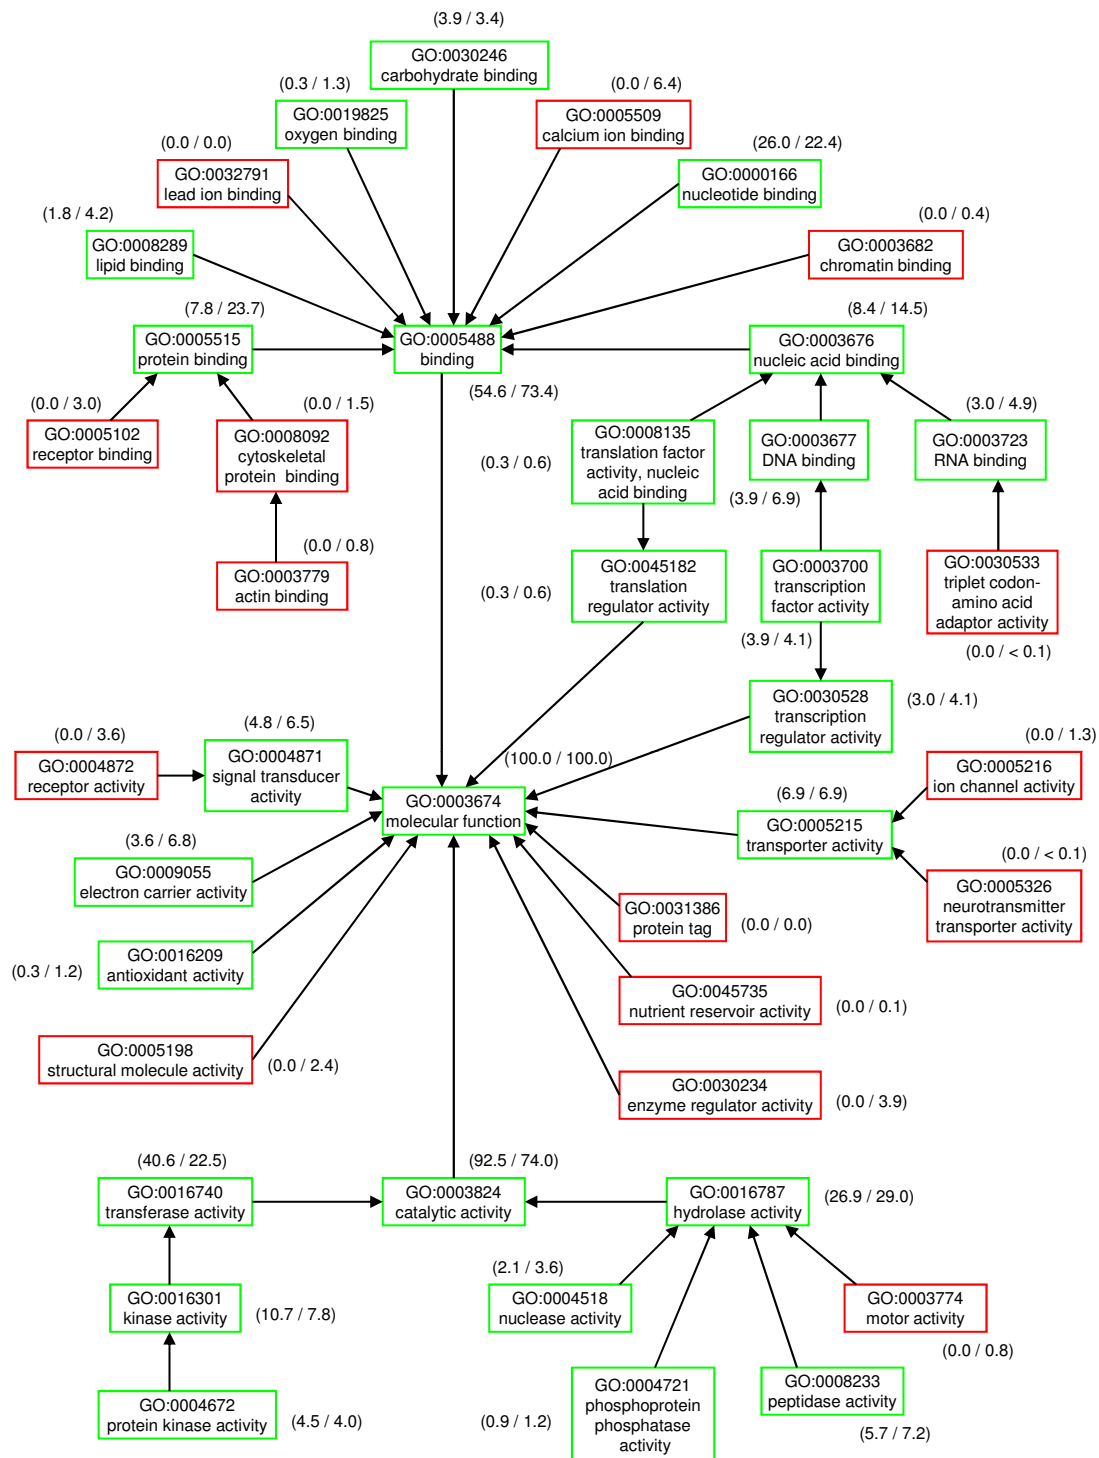 (3.9 / 3.4)
GO:0030246
carbohydrate binding
(0.3 / 1.3)
GO:0019825
oxygen binding
(0.0 / 6.4)
GO:0005509
calcium ion binding
(0.0 / 0.0)
GO:0032791
lead ion binding
(26.0 / 22.4)
GO:0000166
nucleotide binding
(1.8 / 4.2)
GO:0008289
lipid binding
(0.0 / 0.4)
GO:0003682
chromatin binding
(7.8 / 23.7)
GO:0005515
protein binding
GO:0005488
binding
(54.6 / 73.4)
(8.4 / 14.5)
GO:0003676
nucleic acid binding
(0.0 / 3.0)
GO:0005102
receptor binding
(0.0 / 1.5)
GO:0008092
cytoskeletal
protein  binding
(0.3 / 0.6)
GO:0008135
translation factor
activity, nucleic
acid binding
GO:0003677
DNA binding
(3.9 / 6.9)
(3.0 / 4.9)
GO:0003723
RNA binding
(0.0 / 0.8)
GO:0003779
actin binding
(0.3 / 0.6)
GO:0045182
translation
regulator activity
GO:0003700
transcription
factor activity
(3.9 / 4.1)
GO:0030533
triplet codon-
amino acid
adaptor activity
(0.0 / < 0.1)
GO:0030528
transcription
regulator activity
(3.0 / 4.1)
(0.0 / 3.6)
GO:0004872
receptor activity
(4.8 / 6.5)
GO:0004871
signal transducer
activity
(100.0 / 100.0)
GO:0003674
molecular function
(0.0 / 1.3)
GO:0005216
ion channel activity
(6.9 / 6.9)
GO:0005215
transporter activity
(3.6 / 6.8)
GO:0009055
electron carrier activity
(0.0 / < 0.1)
GO:0005326
neurotransmitter
transporter activity
GO:0031386
protein tag
(0.0 / 0.0)
(0.3 / 1.2)
GO:0016209
antioxidant activity
GO:0045735
nutrient reservoir activity
(0.0 / 0.1)
GO:0005198
structural molecule activity
(0.0 / 2.4)
GO:0030234
enzyme regulator activity
(0.0 / 3.9)
(40.6 / 22.5)
GO:0016740
transferase activity
(92.5 / 74.0)
GO:0003824
catalytic activity
GO:0016787
hydrolase activity
(26.9 / 29.0)
GO:0016301
kinase activity
(10.7 / 7.8)
(2.1 / 3.6)
GO:0004518
nuclease activity
GO:0003774
motor activity
(0.0 / 0.8)
GO:0004672
protein kinase activity
(4.5 / 4.0)
(0.9 / 1.2)
GO:0004721
phosphoprotein
phosphatase
activity
GO:0008233
peptidase activity
(5.7 / 7.2)